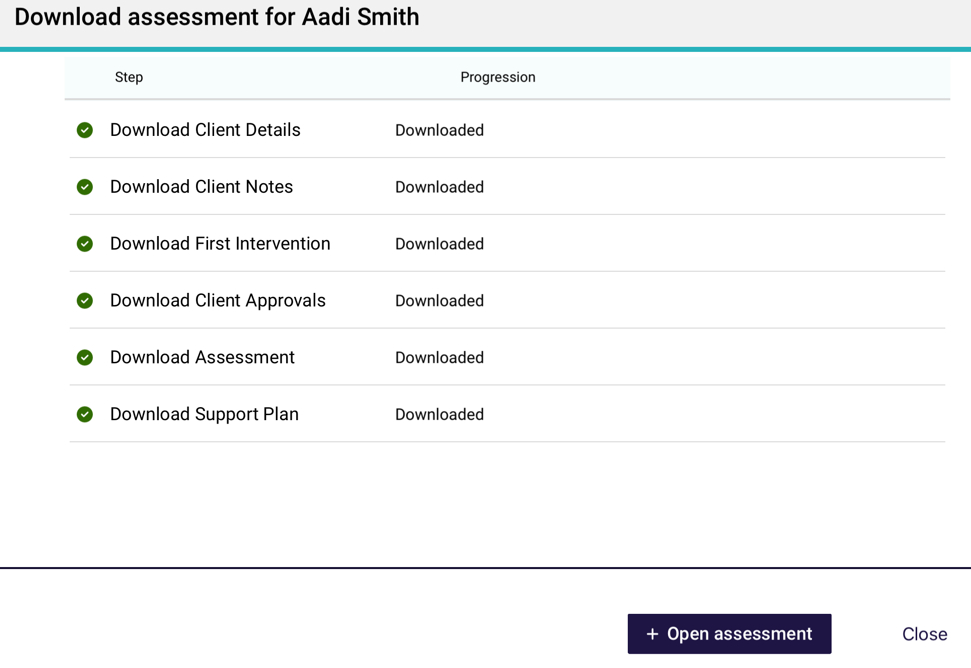 Download assessment for Aadi Smith
Step Progression
Download Client Details Downloaded
Download Client Notes Downloaded
Download First Intervention Downloaded
Download Client Approvals Downloaded
Download Assessment Downloaded
Download Support Plan Downloaded
+ Open assessment Close